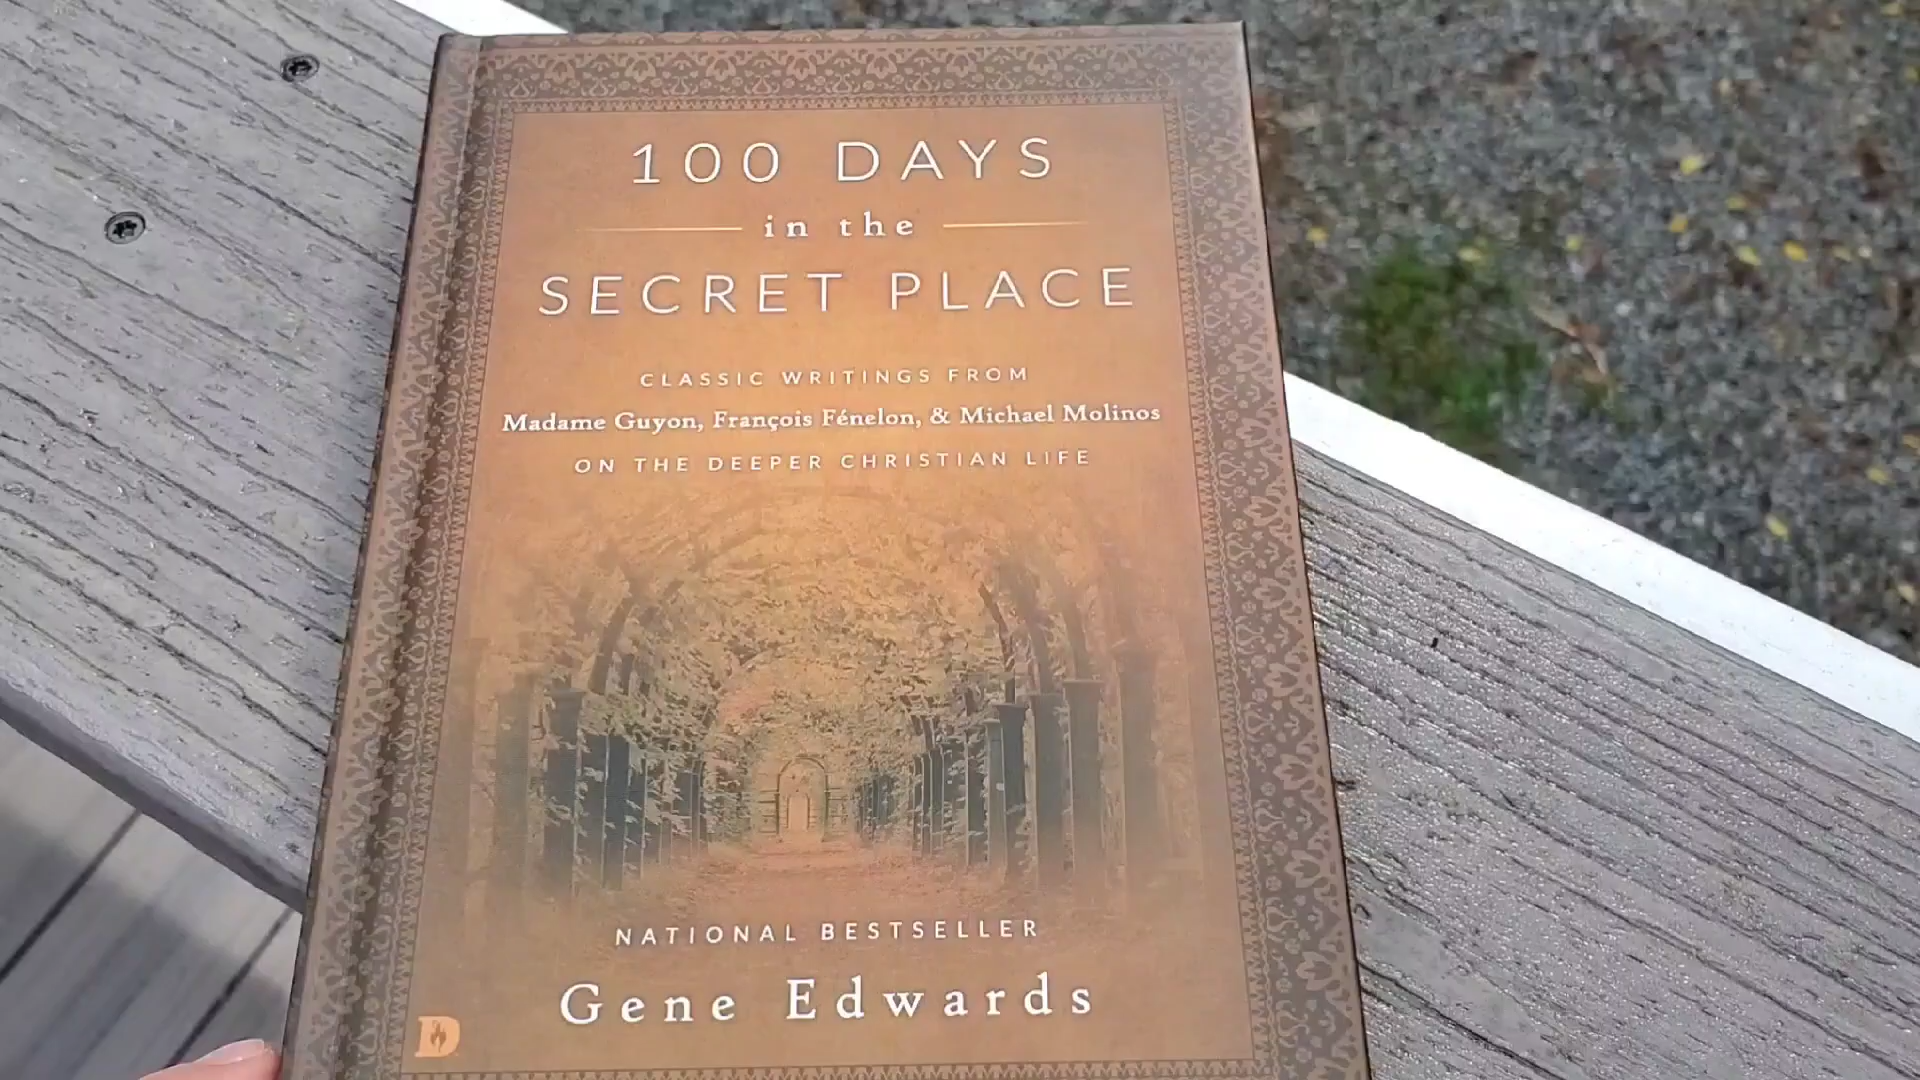 100 DAYS
in the
SECRET PLACE
CLASSIC WRITINGS FROM
Madame Guyon, François Fénelon, & Michael Molinos
ON THE DEEPER CHRISTIAN LIFE
NATIONAL BESTSELLER
Gene Edwards
D